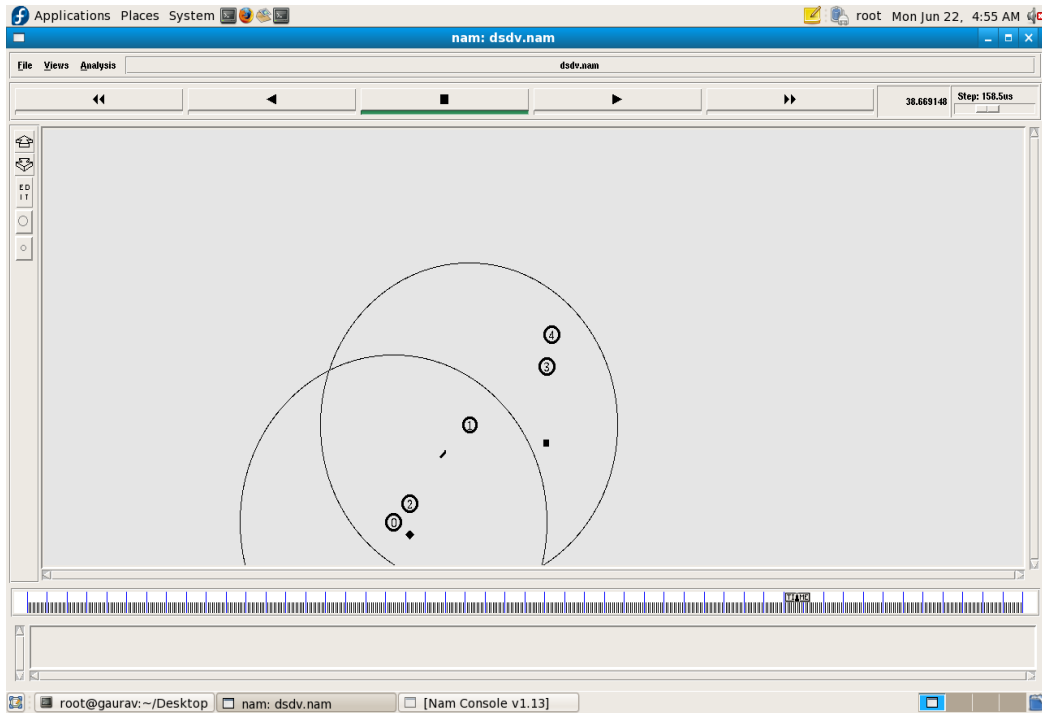 Applications Places System root Mon Jun 22, 4:55 AM
nam: dsdv.nam
File Views Analysis dsdv.nam
38.669148 Step: 158.5us
ED
IT
4
3
1
2
0
TIME
root@gaurav:~/Desktop nam: dsdv.nam [Nam Console v1.13]